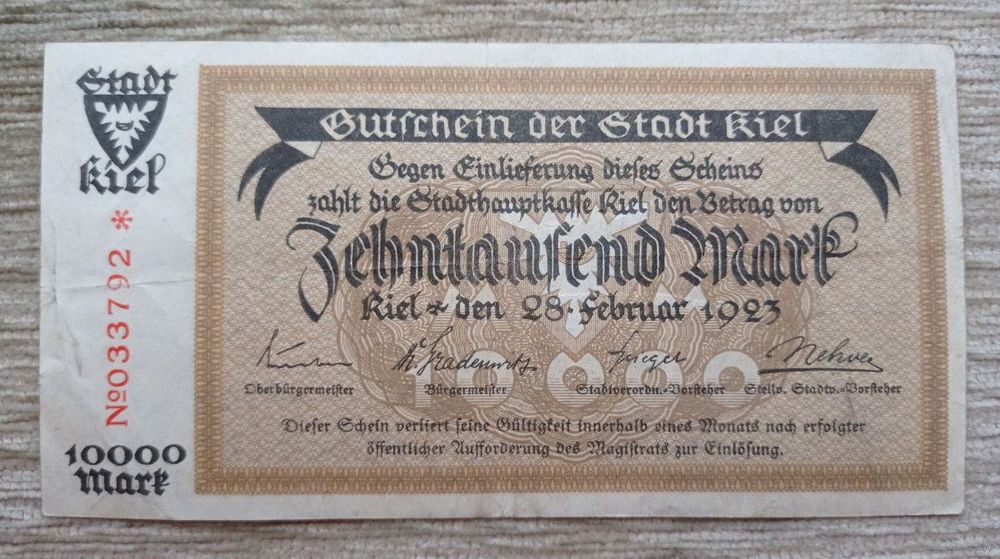 Stadt
Kiel
№033792 *
10000
Mark
Gutschein der Stadt Kiel
Gegen Einlieferung dieses Scheins
zahlt die Stadthauptkasse Kiel den Betrag von
Zehntausend Mark
Kiel den 28. Februar 1923
10000
Oberbürgermeister
Bürgermeister
Stadtverordn.-Vorsteher
Stellv. Stadtv.-Vorsteher
Dieser Schein verliert seine Gültigkeit innerhalb eines Monats nach erfolgter
öffentlicher Aufforderung des Magistrats zur Einlösung.